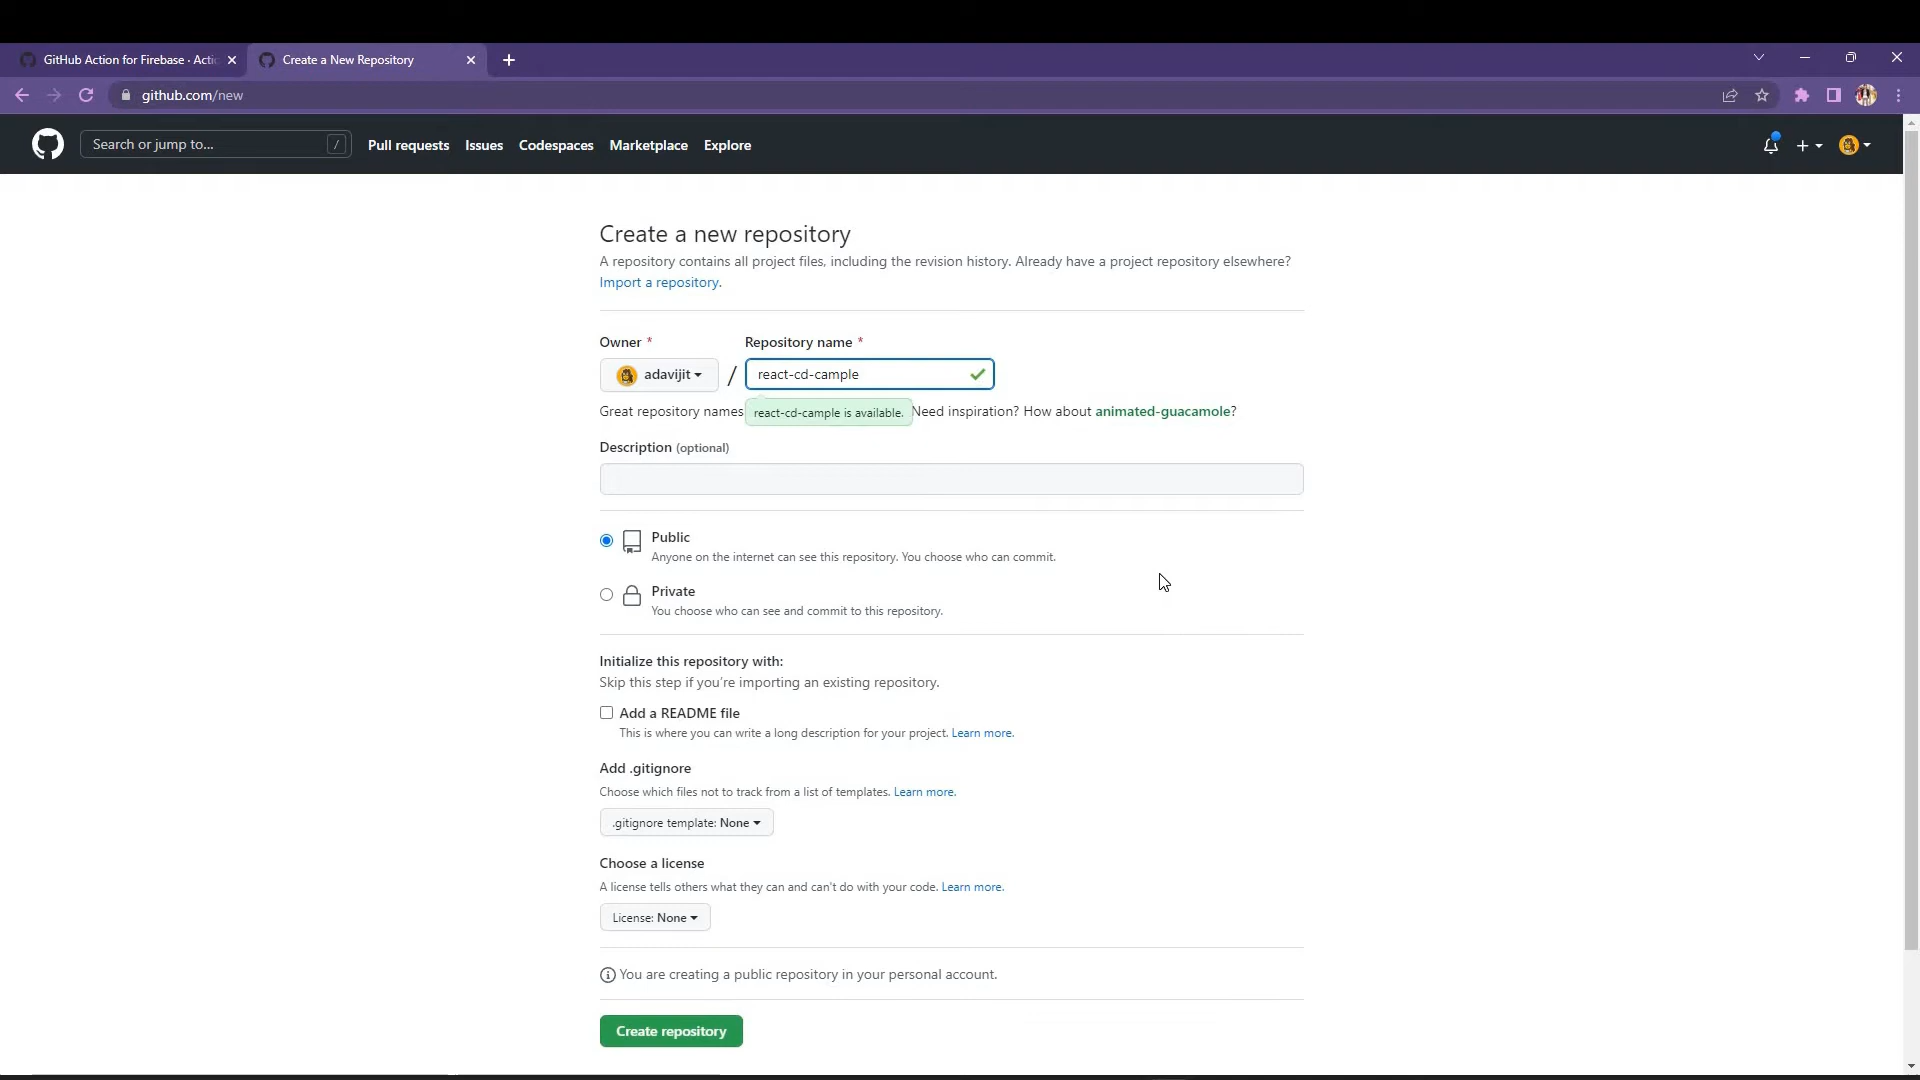 GitHub Action for Firebase · Actic
Create a New Repository
github.com/new
Search or jump to...
/
Pull requests
Issues
Codespaces
Marketplace
Explore
Create a new repository
A repository contains all project files, including the revision history. Already have a project repository elsewhere?
Import a repository.
Owner *
Repository name *
adavijit
/
react-cd-cample
Great repository names
react-cd-cample is available.
Need inspiration? How about animated-guacamole?
Description (optional)
Public
Anyone on the internet can see this repository. You choose who can commit.
Private
You choose who can see and commit to this repository.
Initialize this repository with:
Skip this step if you're importing an existing repository.
Add a README file
This is where you can write a long description for your project. Learn more.
Add .gitignore
Choose which files not to track from a list of templates. Learn more.
.gitignore template: None
Choose a license
A license tells others what they can and can't do with your code. Learn more.
License: None
You are creating a public repository in your personal account.
Create repository